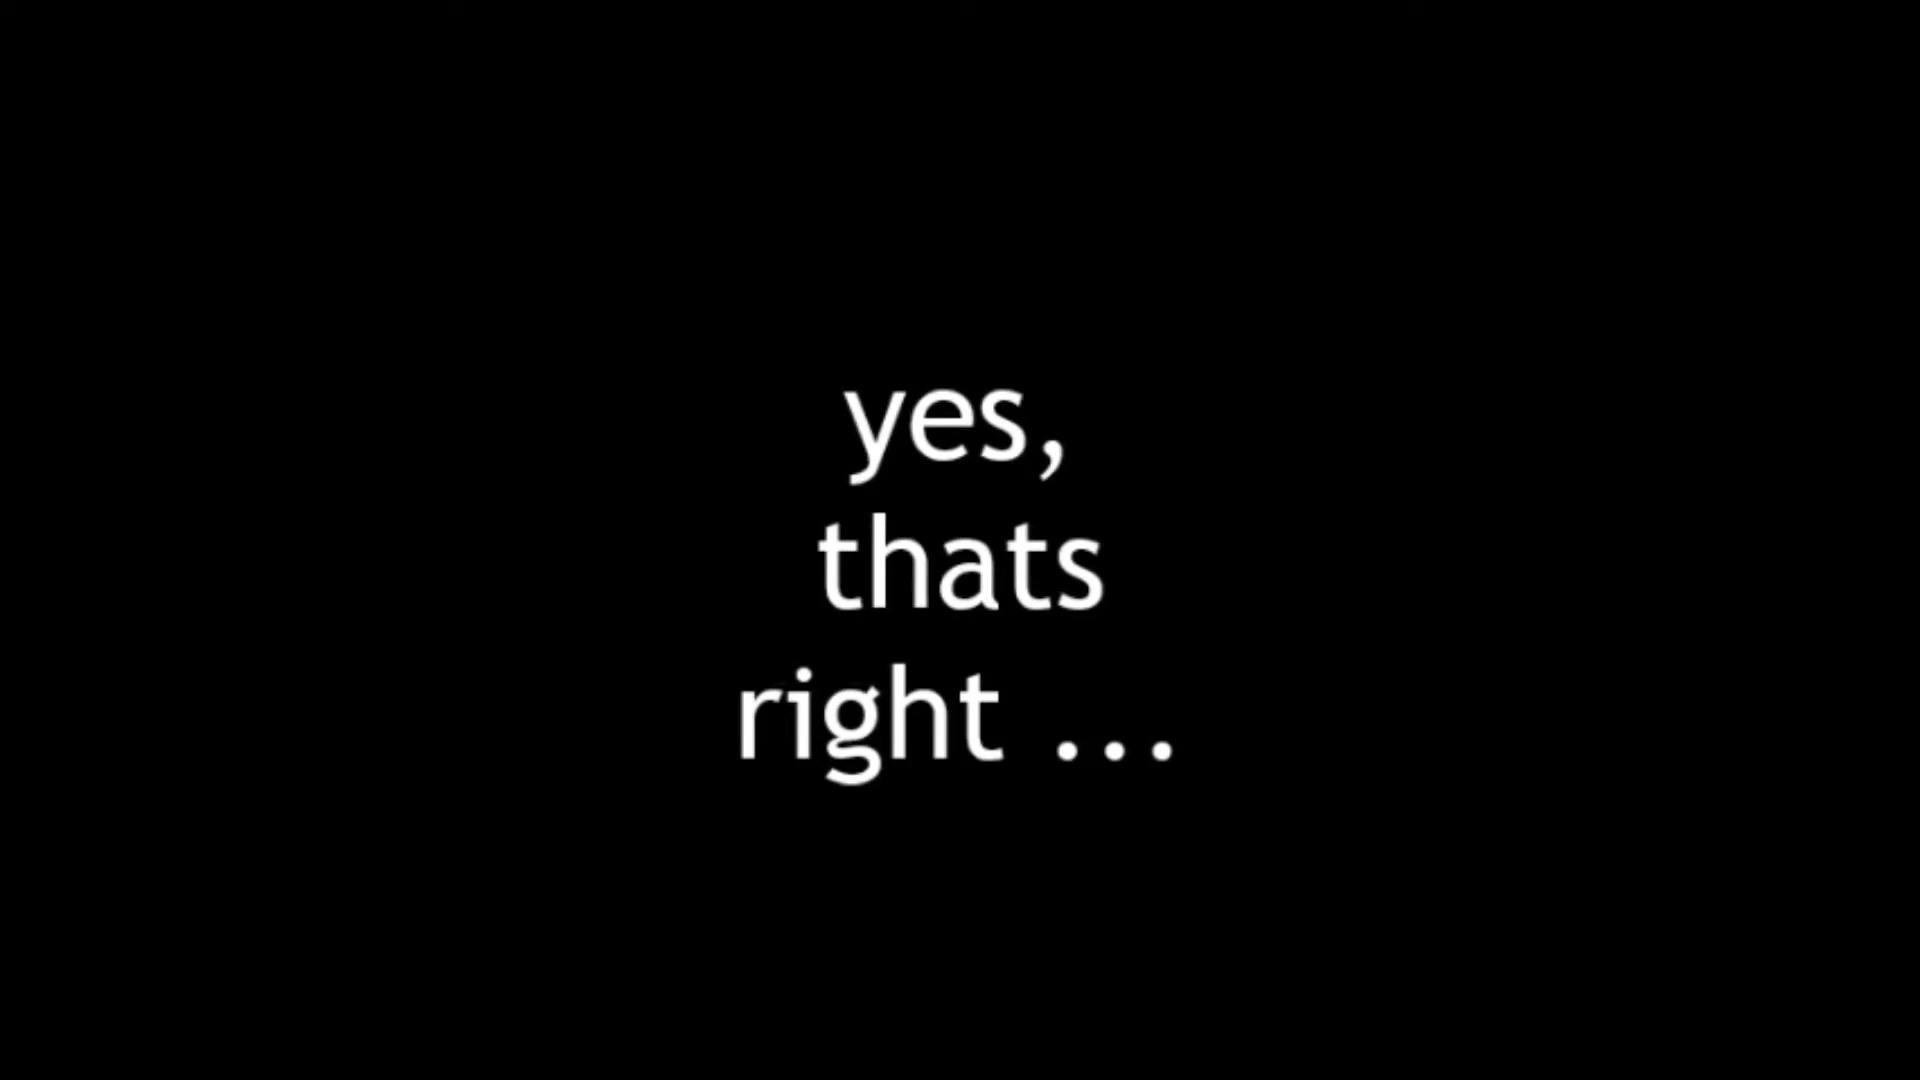 yes,
thats
right ...